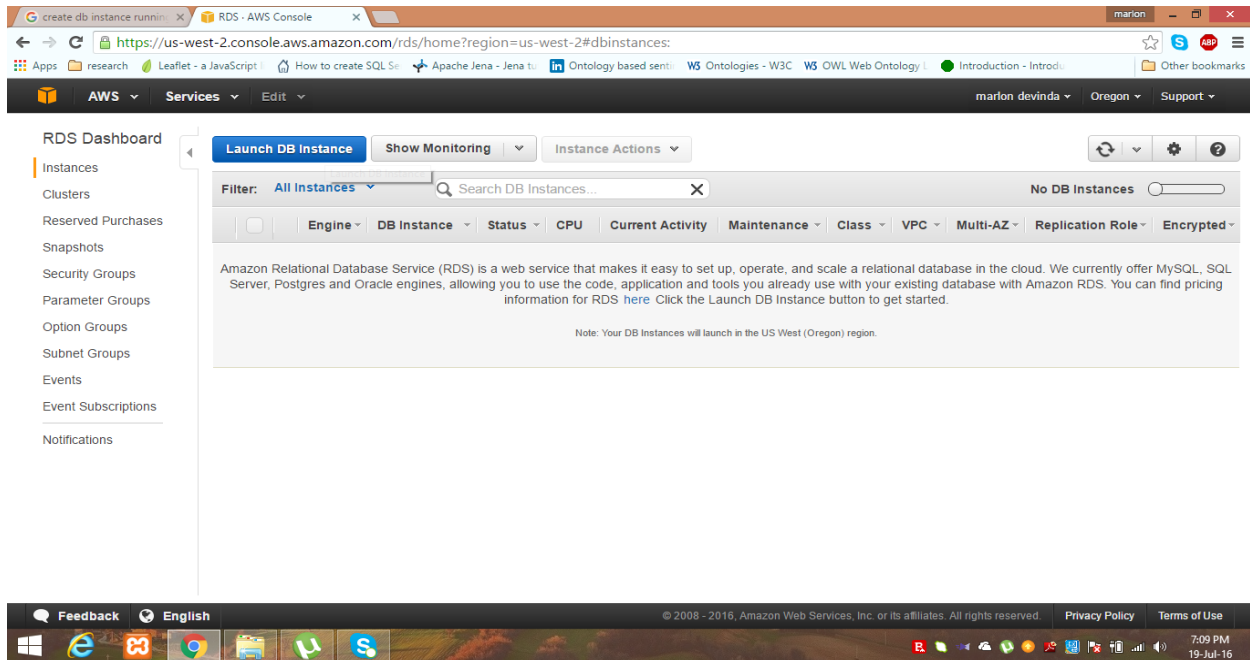 create db instance runnin
RDS - AWS Console
marlon
https://us-west-2.console.aws.amazon.com/rds/home?region=us-west-2#dbinstances:
Apps
research
Leaflet - a JavaScript
How to create SQL Se
Apache Jena - Jena tu
Ontology based senti
W3 Ontologies - W3C
W3 OWL Web Ontology L
Introduction - Introdu
Other bookmarks
AWS
Services
Edit
marlon devinda
Oregon
Support
RDS Dashboard
Instances
Clusters
Reserved Purchases
Snapshots
Security Groups
Parameter Groups
Option Groups
Subnet Groups
Events
Event Subscriptions
Notifications
Launch DB Instance
Show Monitoring
Instance Actions
Filter: All Instances
Search DB Instances...
No DB Instances
Engine
DB Instance
Status
CPU
Current Activity
Maintenance
Class
VPC
Multi-AZ
Replication Role
Encrypted
Amazon Relational Database Service (RDS) is a web service that makes it easy to set up, operate, and scale a relational database in the cloud. We currently offer MySQL, SQL
Server, Postgres and Oracle engines, allowing you to use the code, application and tools you already use with your existing database with Amazon RDS. You can find pricing
information for RDS here Click the Launch DB Instance button to get started.
Note: Your DB Instances will launch in the US West (Oregon) region.
Feedback
English
© 2008 - 2016, Amazon Web Services, Inc. or its affiliates. All rights reserved.
Privacy Policy
Terms of Use
7:09 PM
19-Jul-16